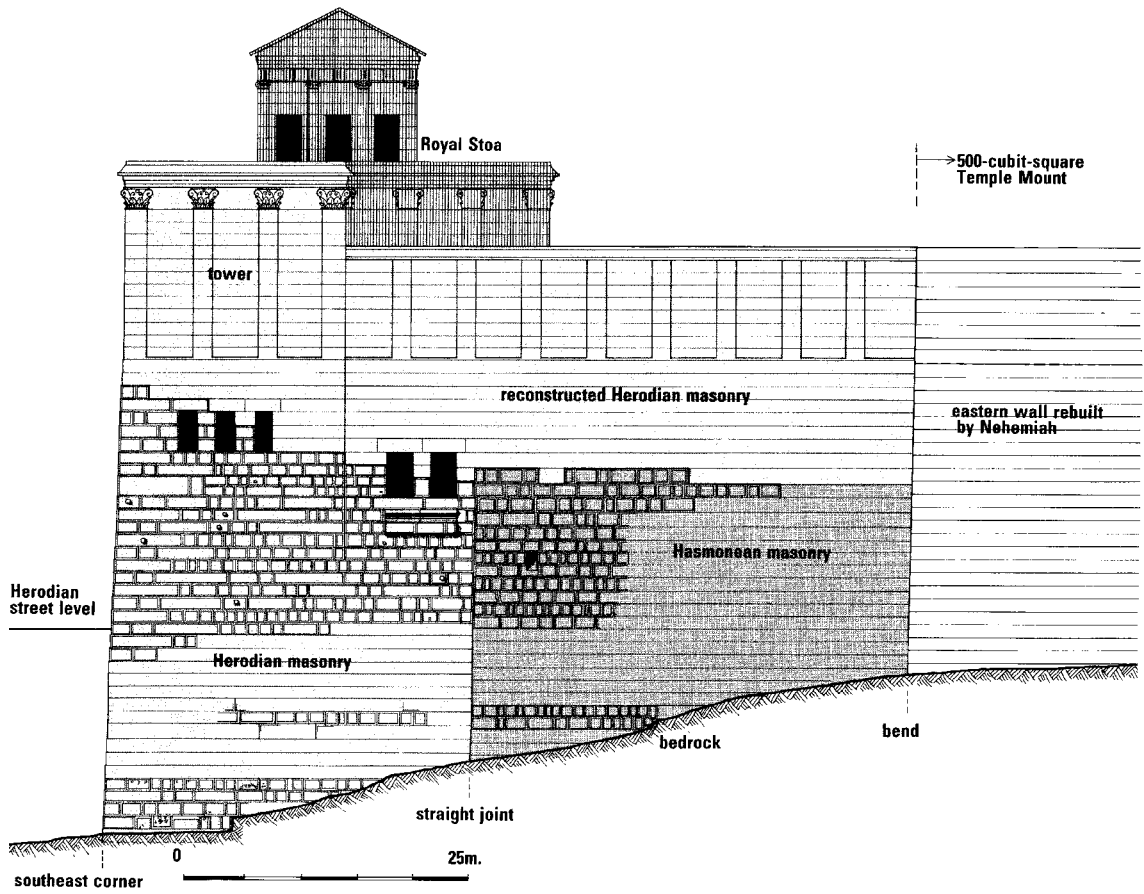 Royal Stoa
500-cubit-square
Temple Mount
tower
reconstructed Herodian masonry
eastern wall rebuilt
by Nehemiah
Hasmonean masonry
Herodian
street level
Herodian masonry
bedrock
bend
straight joint
0
25m.
southeast corner